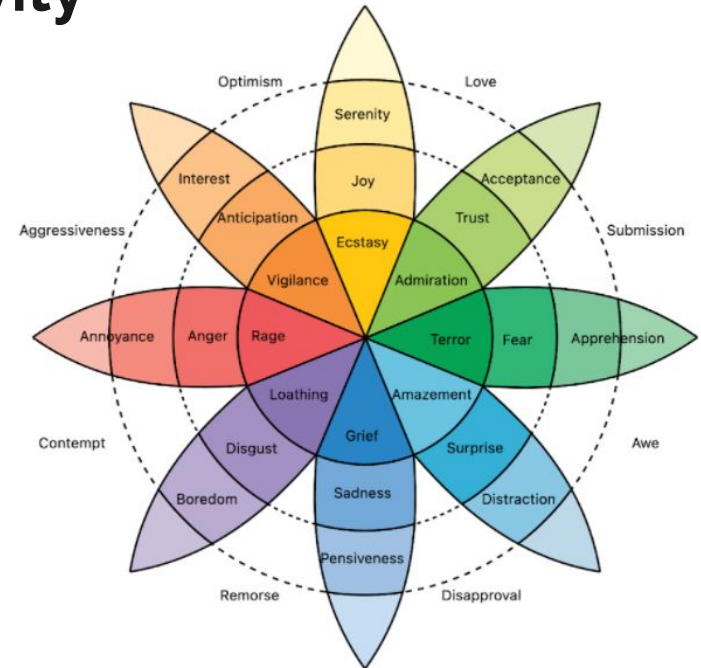 vity
Optimism
Love
Serenity
Interest
Acceptance
Joy
Anticipation
Trust
Aggressiveness
Submission
Ecstasy
Vigilance
Admiration
Annoyance
Anger
Rage
Terror
Fear
Apprehension
Loathing
Amazement
Grief
Contempt
Awe
Disgust
Surprise
Sadness
Boredom
Distraction
Pensiveness
Remorse
Disapproval